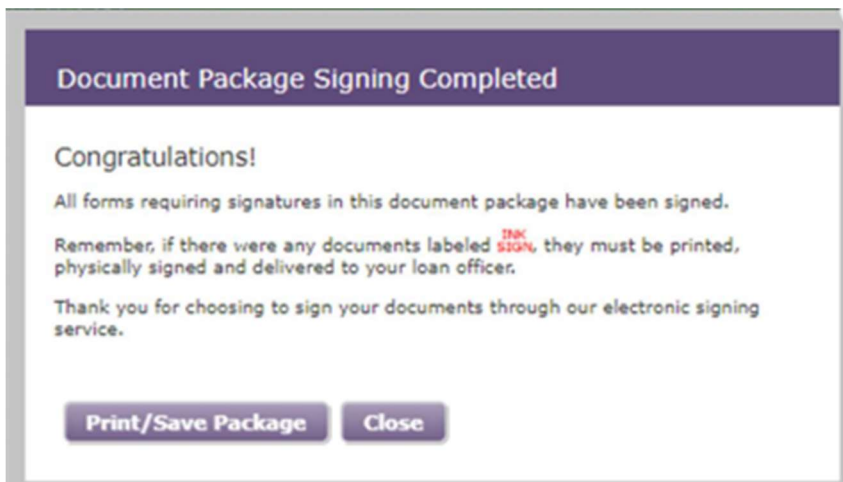 Document Package Signing Completed
Congratulations!
All forms requiring signatures in this document package have been signed.
Remember, if there were any documents labeled INK SIGN, they must be printed,
physically signed and delivered to your loan officer.
Thank you for choosing to sign your documents through our electronic signing
service.
Print/Save Package Close